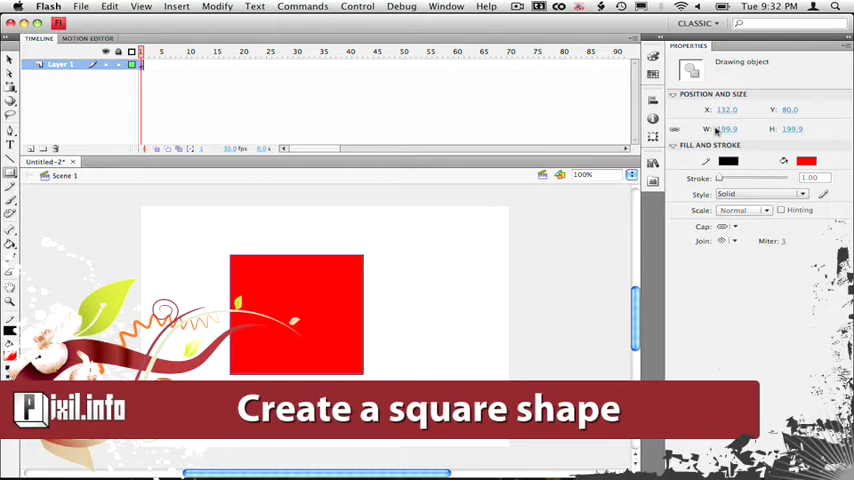 Flash File Edit View Insert Modify Text Commands Control Debug Window Help
Tue 9:32 PM
CLASSIC
TIMELINE MOTION EDITOR
1 5 10 15 20 25 30 35 40 45 50 55 60 65 70 75 80 85 90
Layer 1
1 30.0 fps 0.0 s
Untitled-2*
Scene 1
100%
PROPERTIES
Drawing object
POSITION AND SIZE
X: 132.0 Y: 80.0
W: 199.9 H: 199.9
FILL AND STROKE
Stroke: 1.00
Style: Solid
Scale: Normal Hinting
Cap:
Join: Miter: 3
Pixil.info
Create a square shape